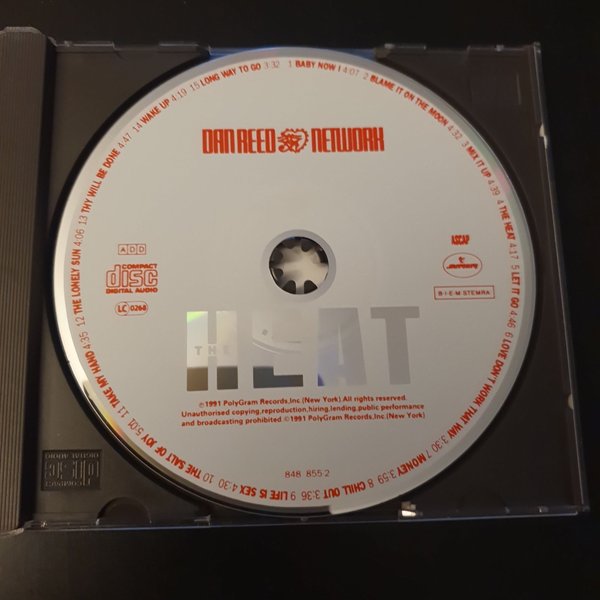 1 BABY NOW I 4:07 2 BLAME IT ON THE MOON 4:32 3 MIX IT UP 4:39 4 THE HEAT 4:17 5 LET IT GO 4:46 6 LOVE DON'T WORK THAT WAY 3:30 7 MONEY 3:59 8 CHILL OUT 3:36 9 LIFE IS SEX 4:30 10 THE SALT OF JOY 5:01 11 TAKE MY HAND 4:35 12 THE LONELY SUN 4:06 13 THY WILL BE DONE 4:47 14 WAKE UP 4:19 15 LONG WAY TO GO 3:32
DAN REED NETWORK
ADD
COMPACT
disc
DIGITAL AUDIO
LC 0268
ASCAP
mercury
B·I·E·M STEMRA
THE HEAT
℗1991 PolyGram Records,Inc.(New York).All rights reserved.
Unauthorised copying,reproduction,hiring,lending,public performance
and broadcasting prohibited.©1991 PolyGram Records,Inc.(New York)
848 855-2
COMPACT
disc
DIGITAL AUDIO